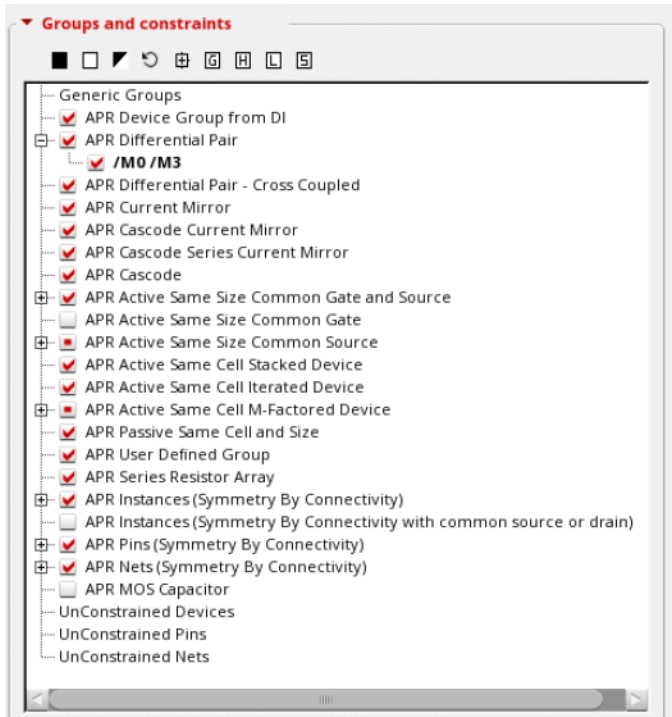 Groups and constraints
G H L S
Generic Groups
APR Device Group from DI
APR Differential Pair
/M0 /M3
APR Differential Pair - Cross Coupled
APR Current Mirror
APR Cascode Current Mirror
APR Cascode Series Current Mirror
APR Cascode
APR Active Same Size Common Gate and Source
APR Active Same Size Common Gate
APR Active Same Size Common Source
APR Active Same Cell Stacked Device
APR Active Same Cell Iterated Device
APR Active Same Cell M-Factored Device
APR Passive Same Cell and Size
APR User Defined Group
APR Series Resistor Array
APR Instances (Symmetry By Connectivity)
APR Instances (Symmetry By Connectivity with common source or drain)
APR Pins (Symmetry By Connectivity)
APR Nets (Symmetry By Connectivity)
APR MOS Capacitor
UnConstrained Devices
UnConstrained Pins
UnConstrained Nets